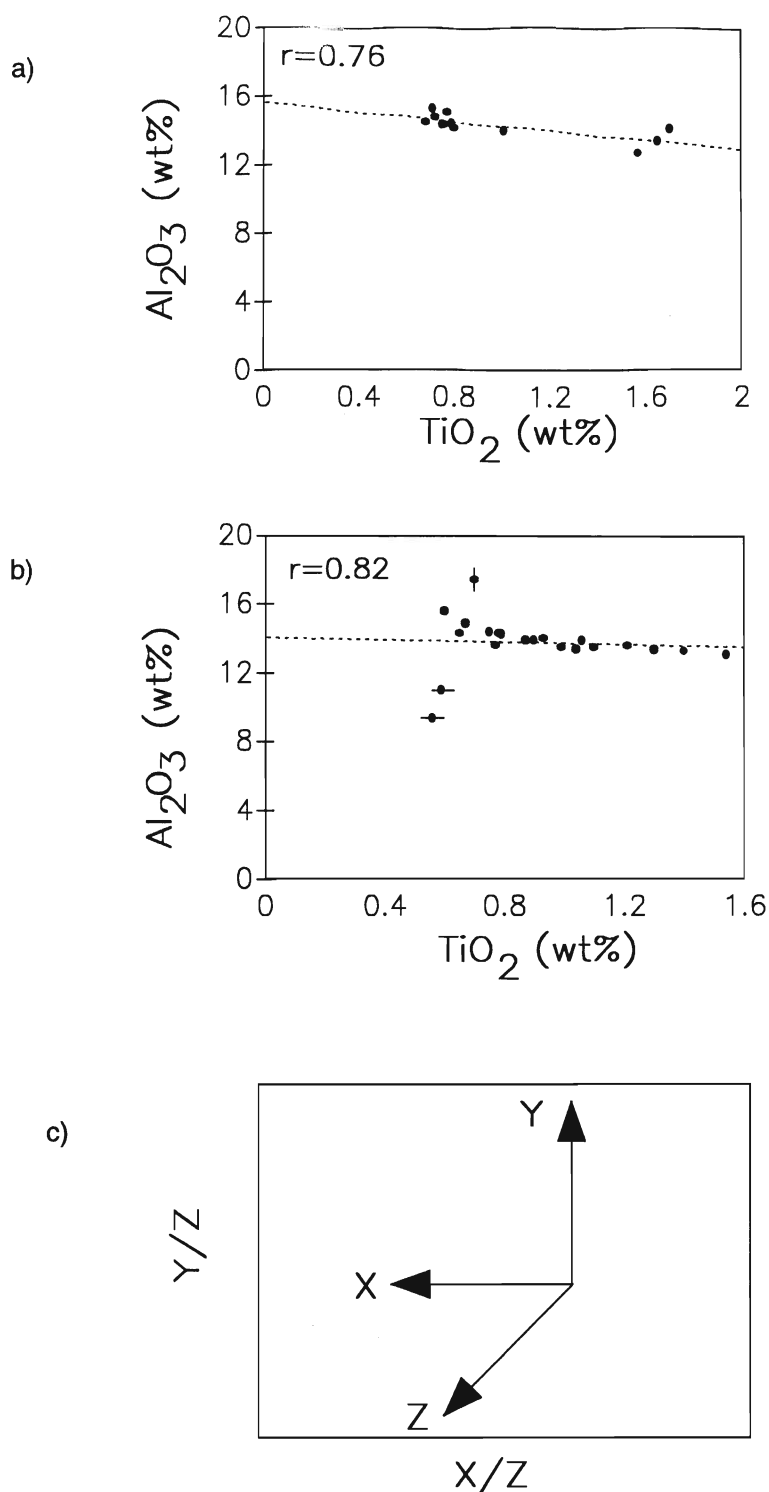 a)
r=0.76
20
16
12
8
4
0
Al2O3 (wt%)
0 0.4 0.8 1.2 1.6 2
TiO2 (wt%)
b)
r=0.82
20
16
12
8
4
0
Al2O3 (wt%)
0 0.4 0.8 1.2 1.6
TiO2 (wt%)
c)
Y
X
Z
Y/Z
X/Z